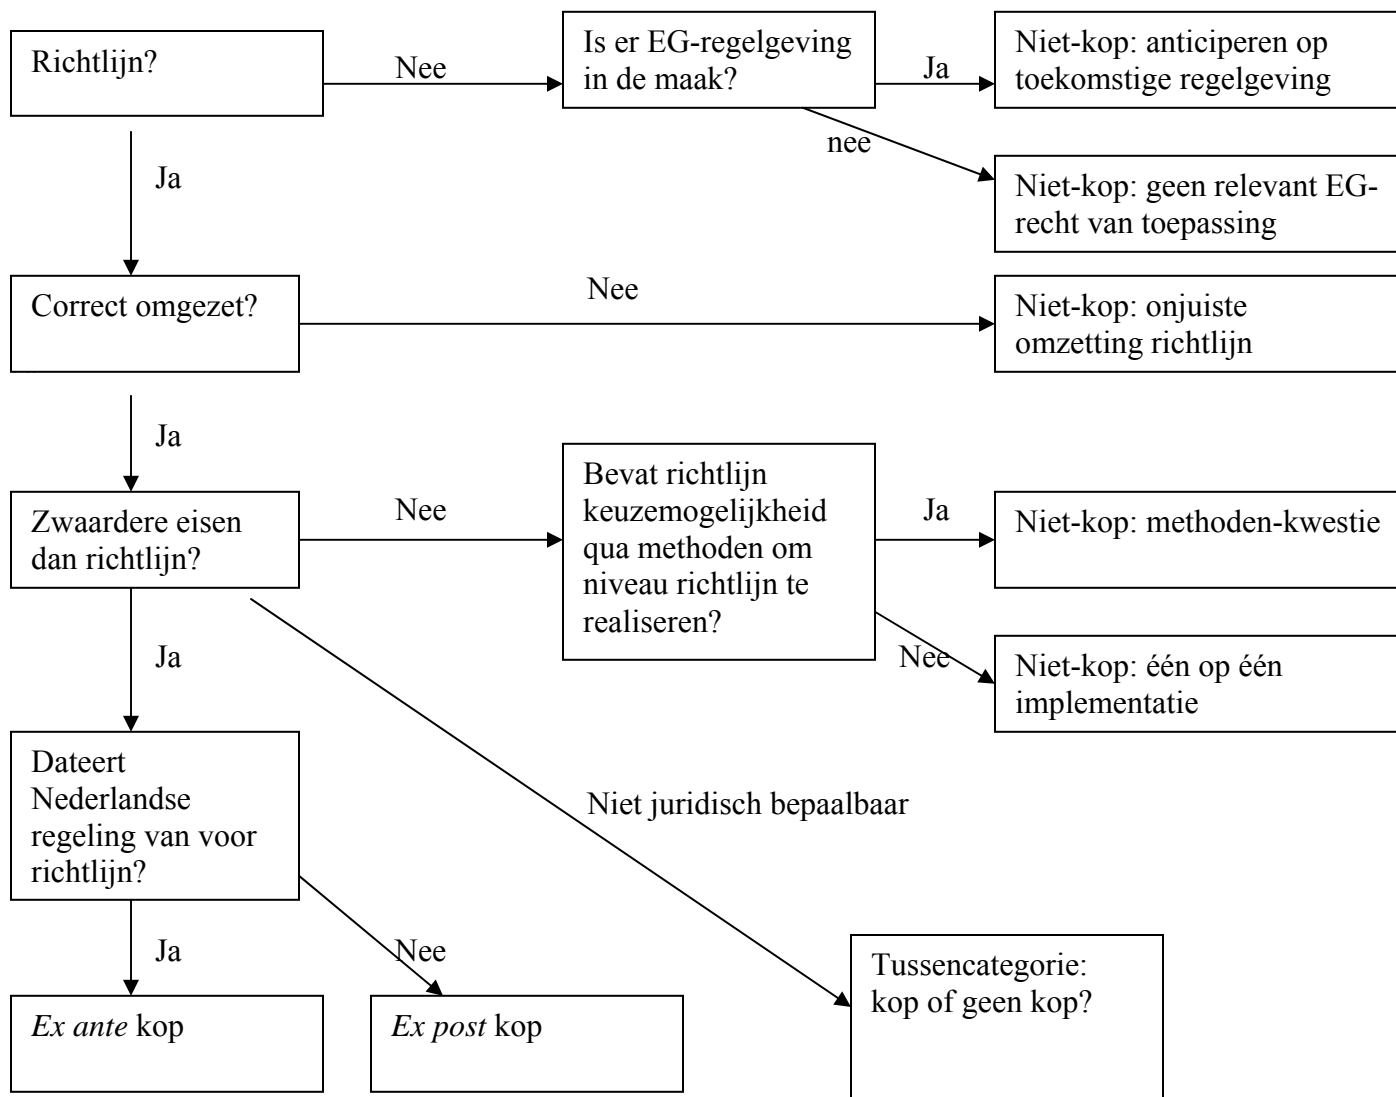 Richtlijn?
Nee
Is er EG-regelgeving
in de maak?
Ja
Niet-kop: anticiperen op
toekomstige regelgeving
nee
Niet-kop: geen relevant EG-
recht van toepassing
Ja
Correct omgezet?
Nee
Niet-kop: onjuiste
omzetting richtlijn
Ja
Zwaardere eisen
dan richtlijn?
Nee
Bevat richtlijn
keuzemogelijkheid
qua methoden om
niveau richtlijn te
realiseren?
Ja
Niet-kop: methoden-kwestie
Nee
Niet-kop: één op één
implementatie
Ja
Niet juridisch bepaalbaar
Dateert
Nederlandse
regeling van voor
richtlijn?
Ja
Nee
Ex ante kop
Ex post kop
Tussencategorie:
kop of geen kop?